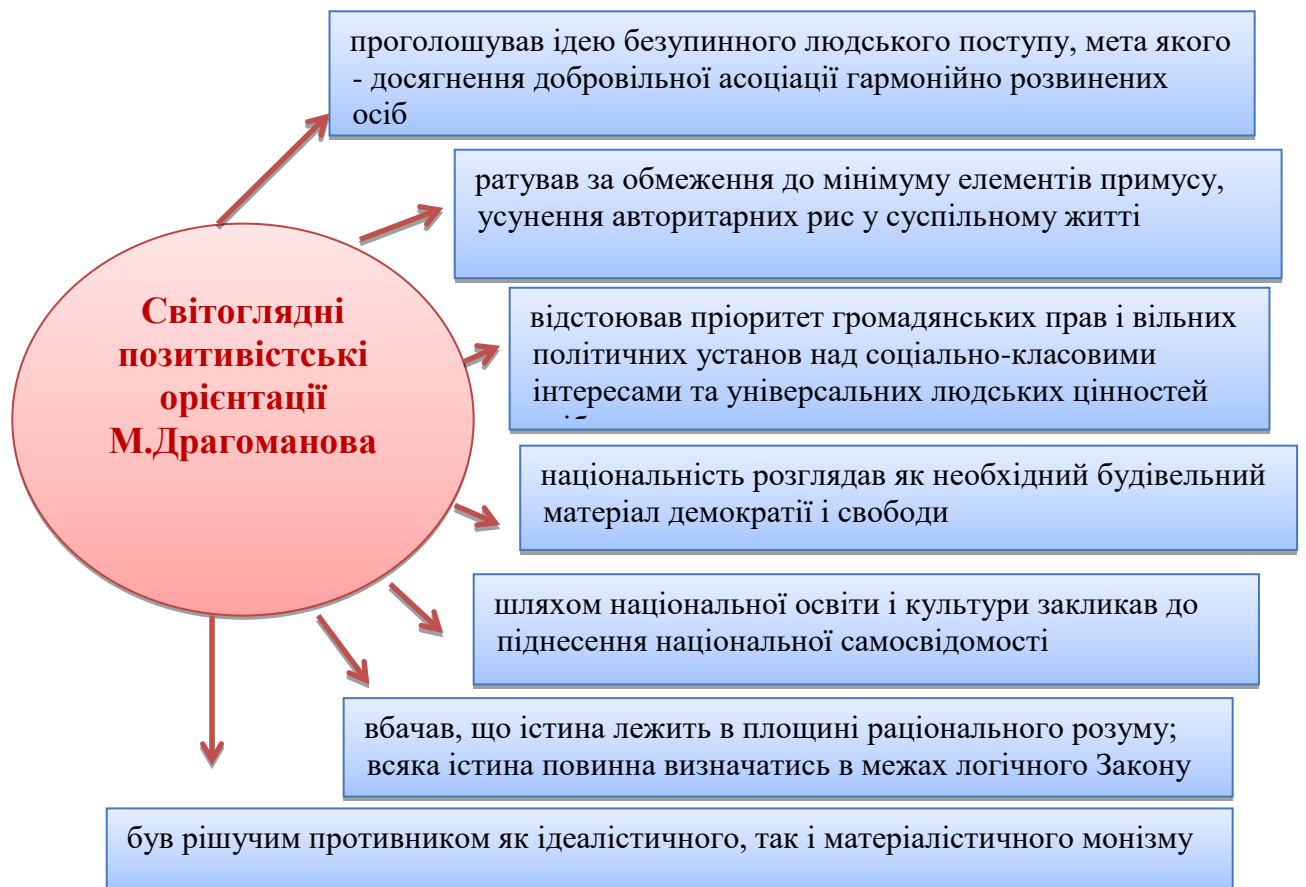 проголошував ідею безупинного людського поступу, мета якого
- досягнення добровільної асоціації гармонійно розвинених
осіб
ратував за обмеження до мінімуму елементів примусу,
усунення авторитарних рис у суспільному житті
Світоглядні
позитивістські
орієнтації
М.Драгоманова
відстоював пріоритет громадянських прав і вільних
політичних установ над соціально-класовими
інтересами та універсальних людських цінностей
національність розглядав як необхідний будівельний
матеріал демократії і свободи
шляхом національної освіти і культури закликав до
піднесення національної самосвідомості
вбачав, що істина лежить в площині раціонального розуму;
всяка істина повинна визначатись в межах логічного Закону
був рішучим противником як ідеалістичного, так і матеріалістичного монізму